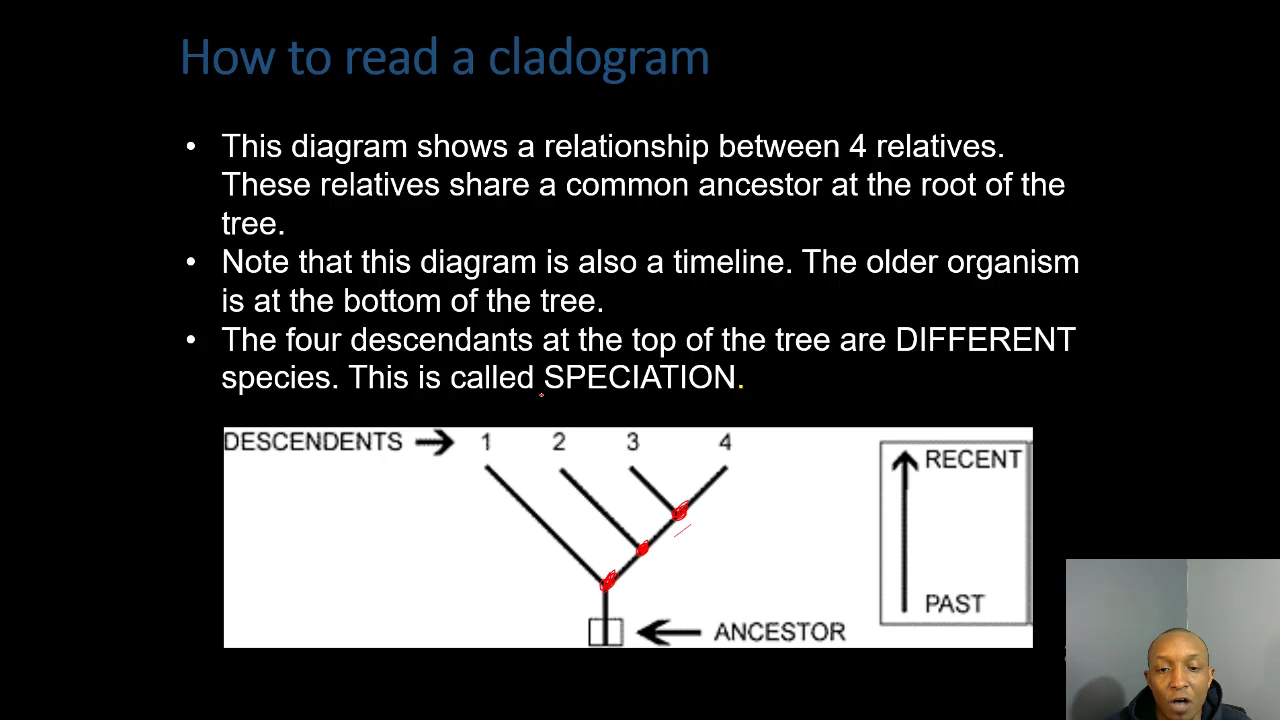 How to read a cladogram
• This diagram shows a relationship between 4 relatives.
These relatives share a common ancestor at the root of the
tree.
• Note that this diagram is also a timeline. The older organism
is at the bottom of the tree.
• The four descendants at the top of the tree are DIFFERENT
species. This is called SPECIATION.
DESCENDENTS → 1 2 3 4
RECENT
PAST
ANCESTOR